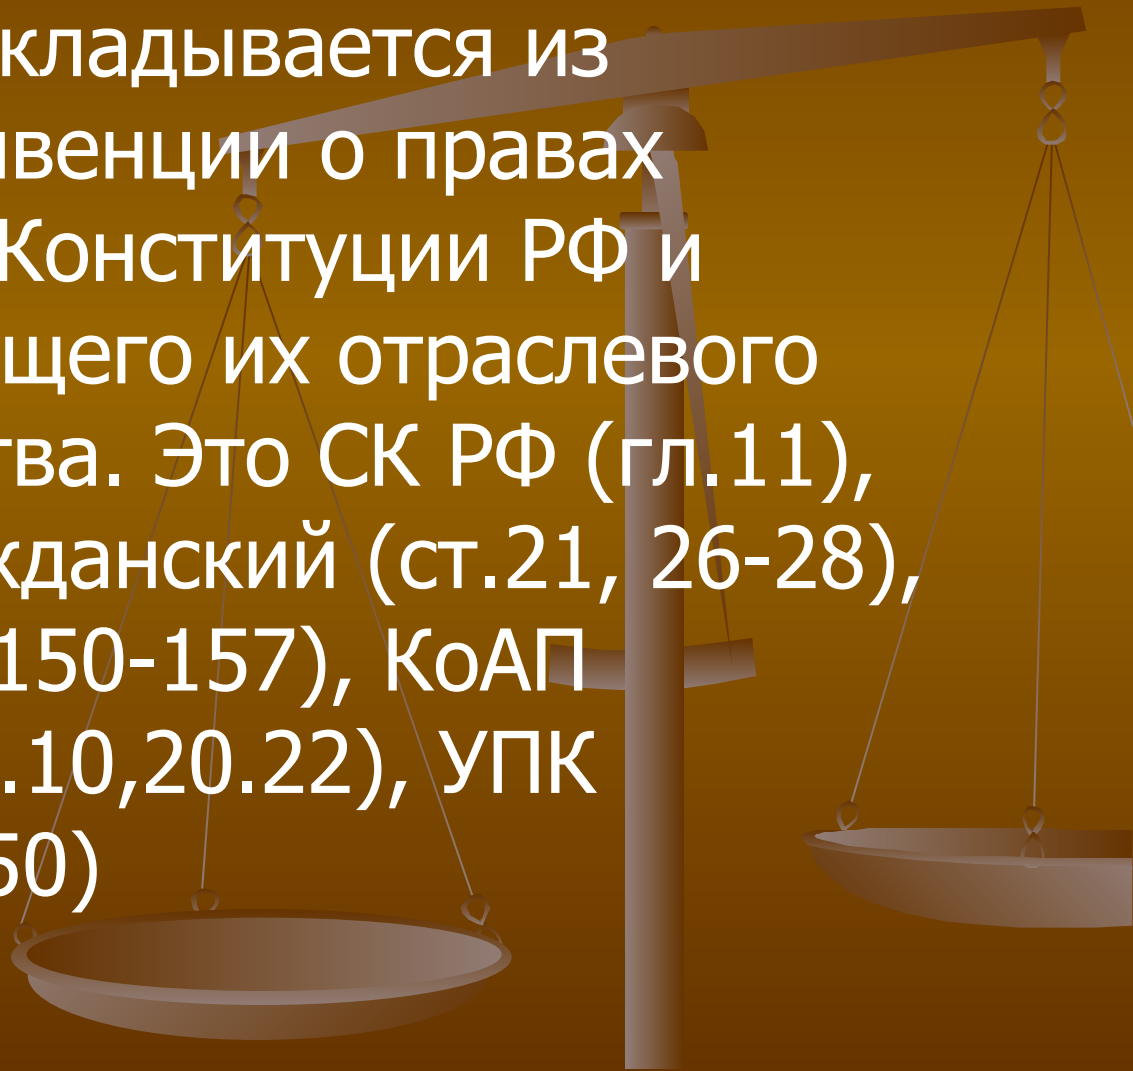 кладывается из
нвенции о правах
Конституции РФ и
щего их отраслевого
тва. Это СК РФ (гл.11),
жданский (ст.21, 26-28),
150-157), КоАП
.10,20.22), УПК
50)